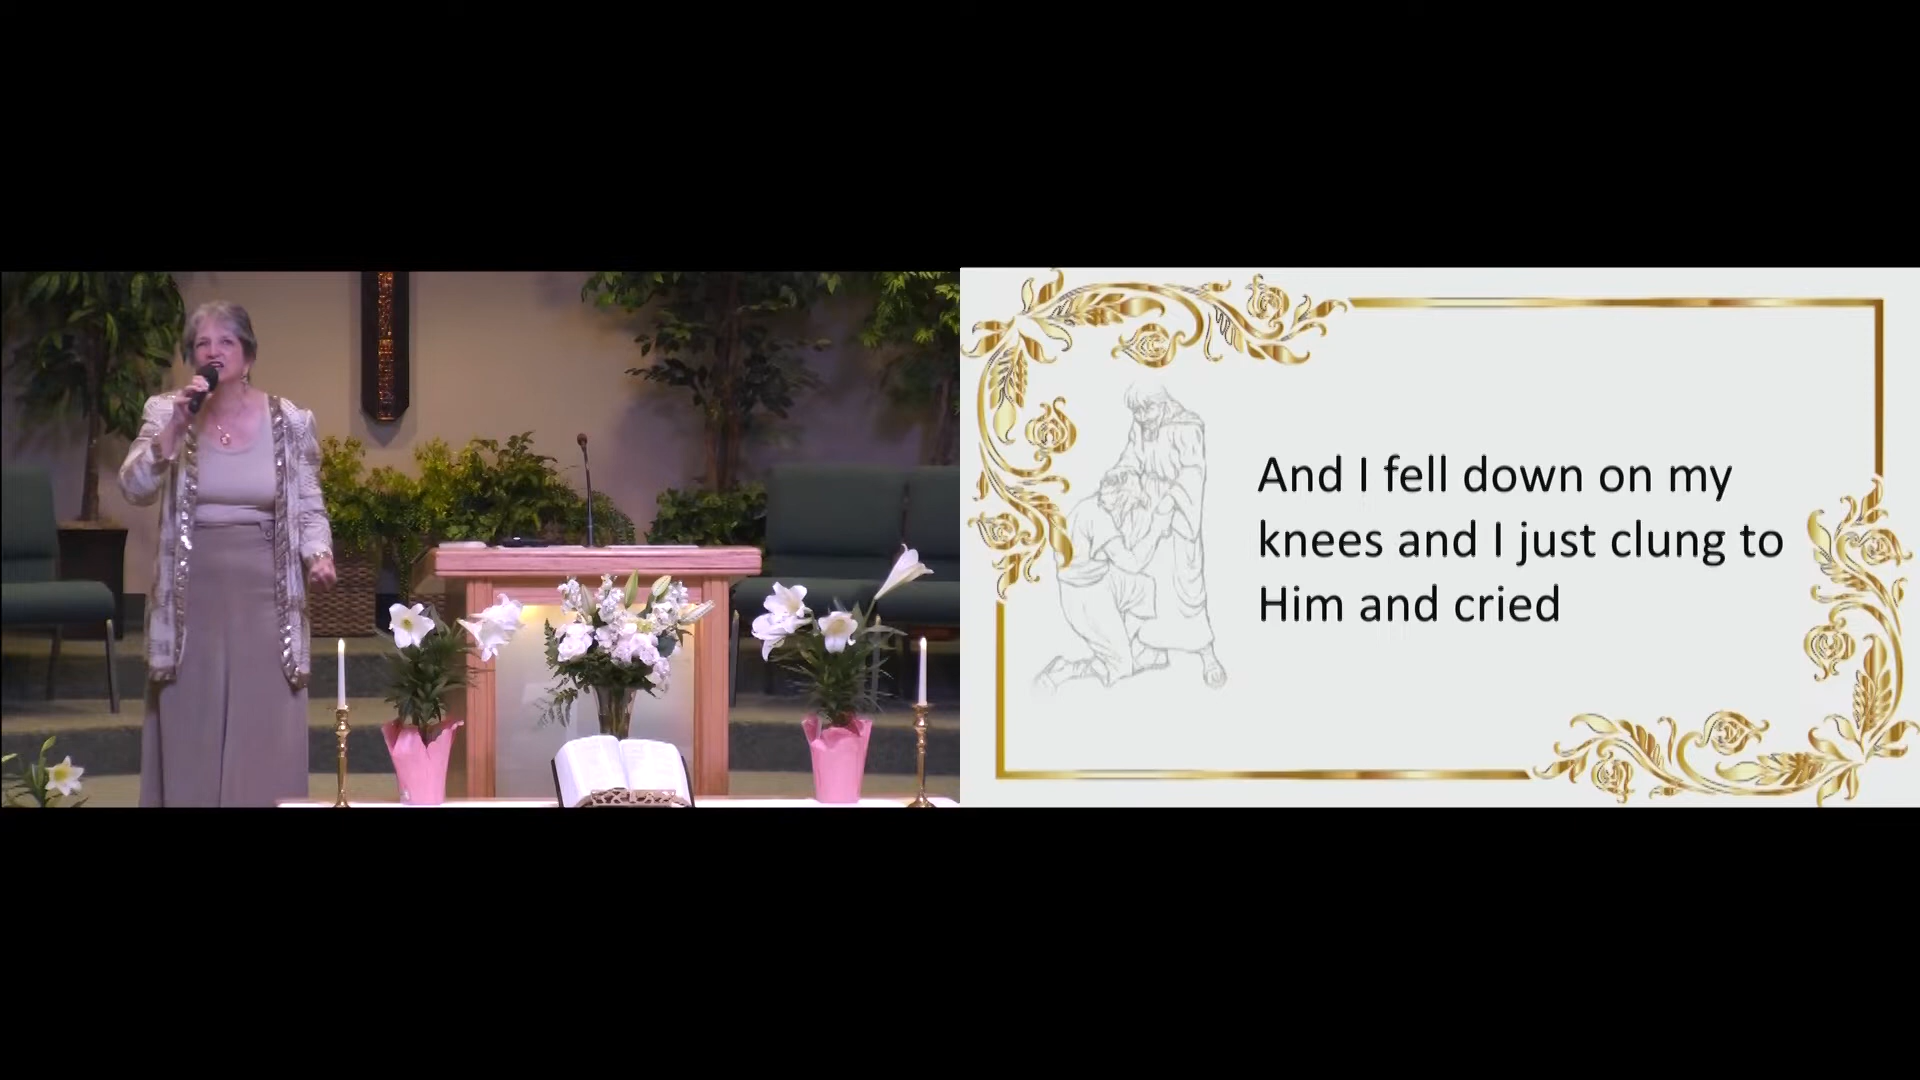 And I fell down on my
knees and I just clung to
Him and cried